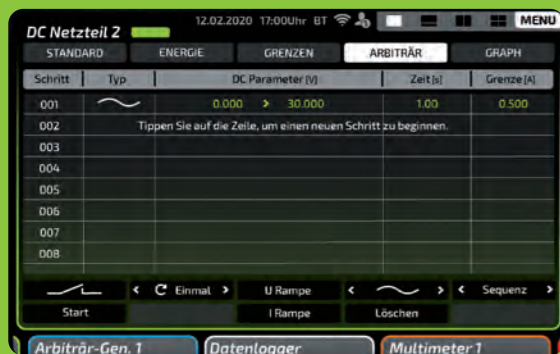 DC Netzteil 2 12.02.2020 17:00Uhr BT MENU
STANDARD ENERGIE GRENZEN ARBITRÄR GRAPH
Schritt Typ DC Parameter [V] Zeit [s] Grenze [A]
001 0.000 > 30.000 1.00 0.500
002 Tippen Sie auf die Zeile, um einen neuen Schritt zu beginnen.
003
004
005
006
007
008
< Einmal > U Rampe < > < Sequenz >
Start I Rampe Löschen
Arbiträr-Gen. 1 Datenlogger Multimeter 1